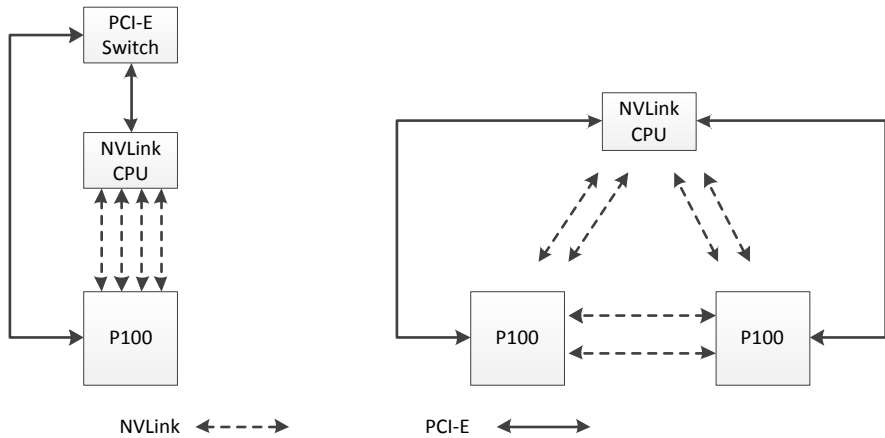 PCI-E
Switch
NVLink
CPU
P100
NVLink
CPU
P100
P100
NVLink
PCI-E